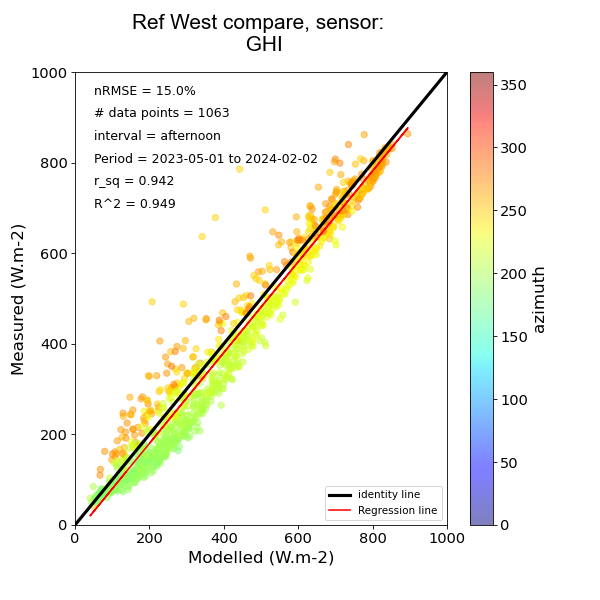 Ref West compare, sensor:
GHI
nRMSE = 15.0%
# data points = 1063
interval = afternoon
Period = 2023-05-01 to 2024-02-02
r_sq = 0.942
R^2 = 0.949
1000
800
600
400
200
0
Measured (W.m-2)
0 200 400 600 800 1000
Modelled (W.m-2)
identity line
Regression line
350
300
250
200
150
100
50
0
azimuth